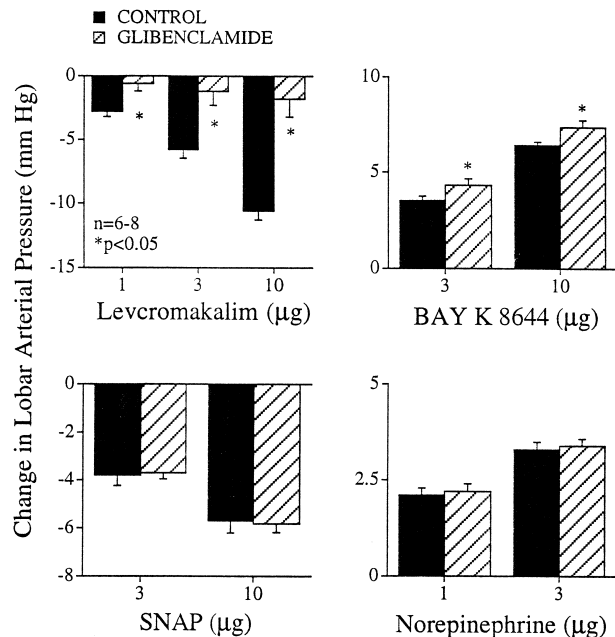 CONTROL
GLIBENCLAMIDE
Change in Lobar Arterial Pressure (mm Hg)
0
-5
-10
-15
* * *
n=6-8
*p<0.05
1 3 10
Levcromakalim (µg)
10
5
0
* *
3 10
BAY K 8644 (µg)
0
-2
-4
-6
-8
3 10
SNAP (µg)
5
2.5
0
1 3
Norepinephrine (µg)